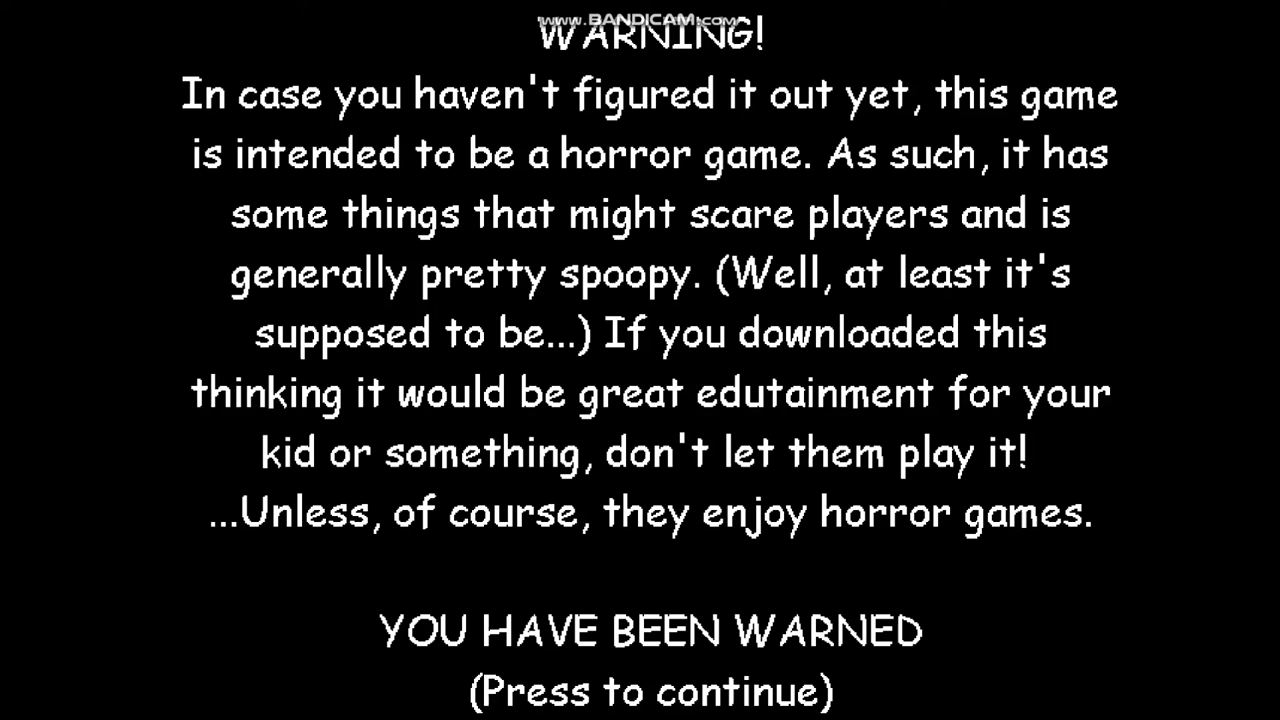 www.BANDICAM.com
WARNING!
In case you haven't figured it out yet, this game
is intended to be a horror game. As such, it has
some things that might scare players and is
generally pretty spoopy. (Well, at least it's
supposed to be...) If you downloaded this
thinking it would be great edutainment for your
kid or something, don't let them play it!
...Unless, of course, they enjoy horror games.
YOU HAVE BEEN WARNED
(Press to continue)